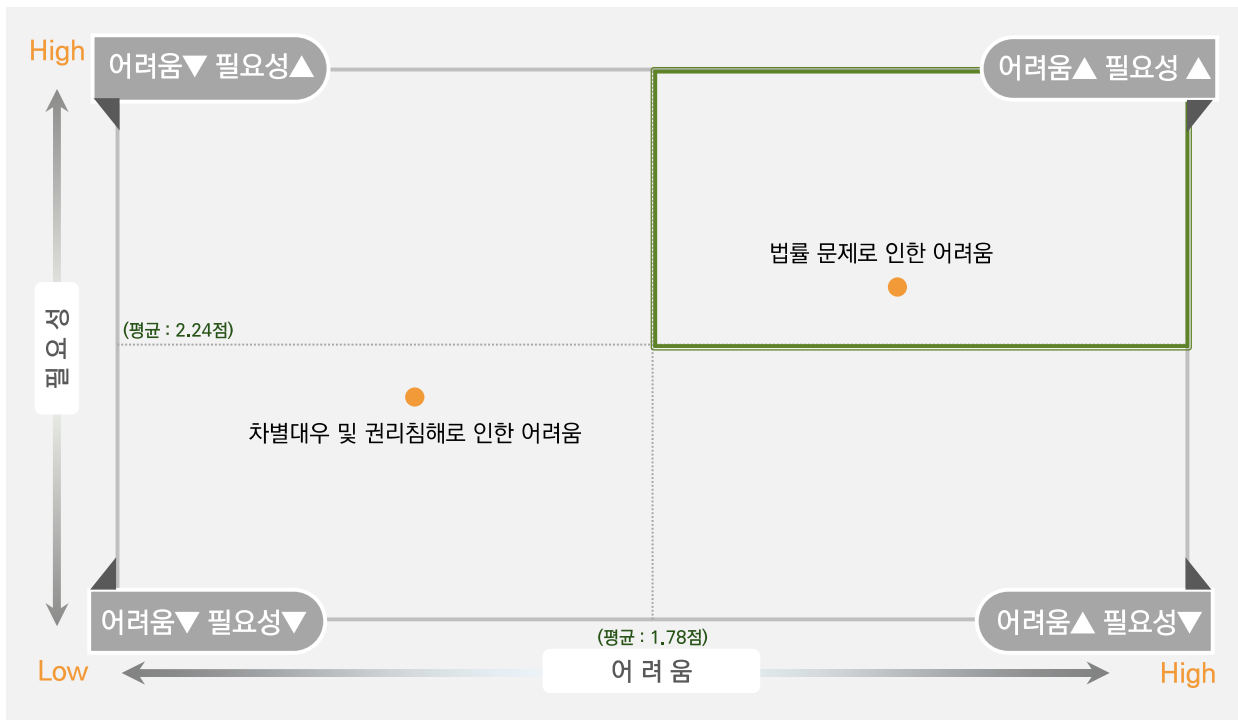 High
어려움▼ 필요성▲
어려움▲ 필요성 ▲
법률 문제로 인한 어려움
필요성
(평균 : 2.24점)
차별대우 및 권리침해로 인한 어려움
어려움▼ 필요성▼
어려움▲ 필요성▼
(평균 : 1.78점)
Low
어 려 움
High